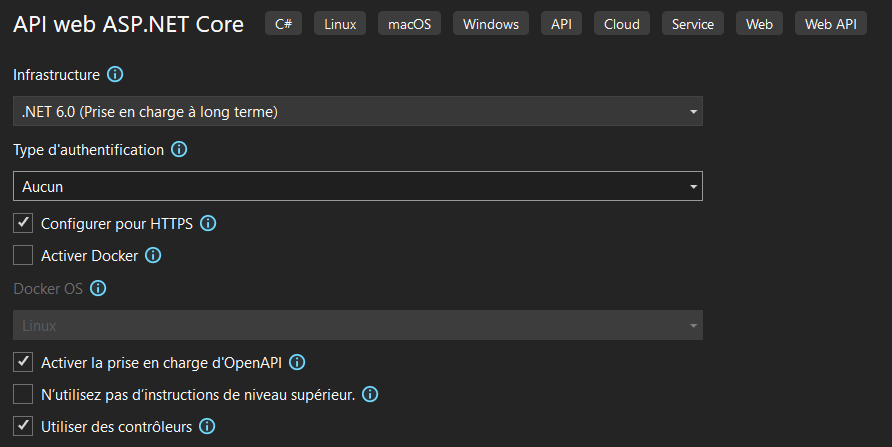 API web ASP.NET Core C# Linux macOS Windows API Cloud Service Web Web API
Infrastructure
.NET 6.0 (Prise en charge à long terme)
Type d'authentification
Aucun
Configurer pour HTTPS
Activer Docker
Docker OS
Linux
Activer la prise en charge d'OpenAPI
N’utilisez pas d’instructions de niveau supérieur.
Utiliser des contrôleurs